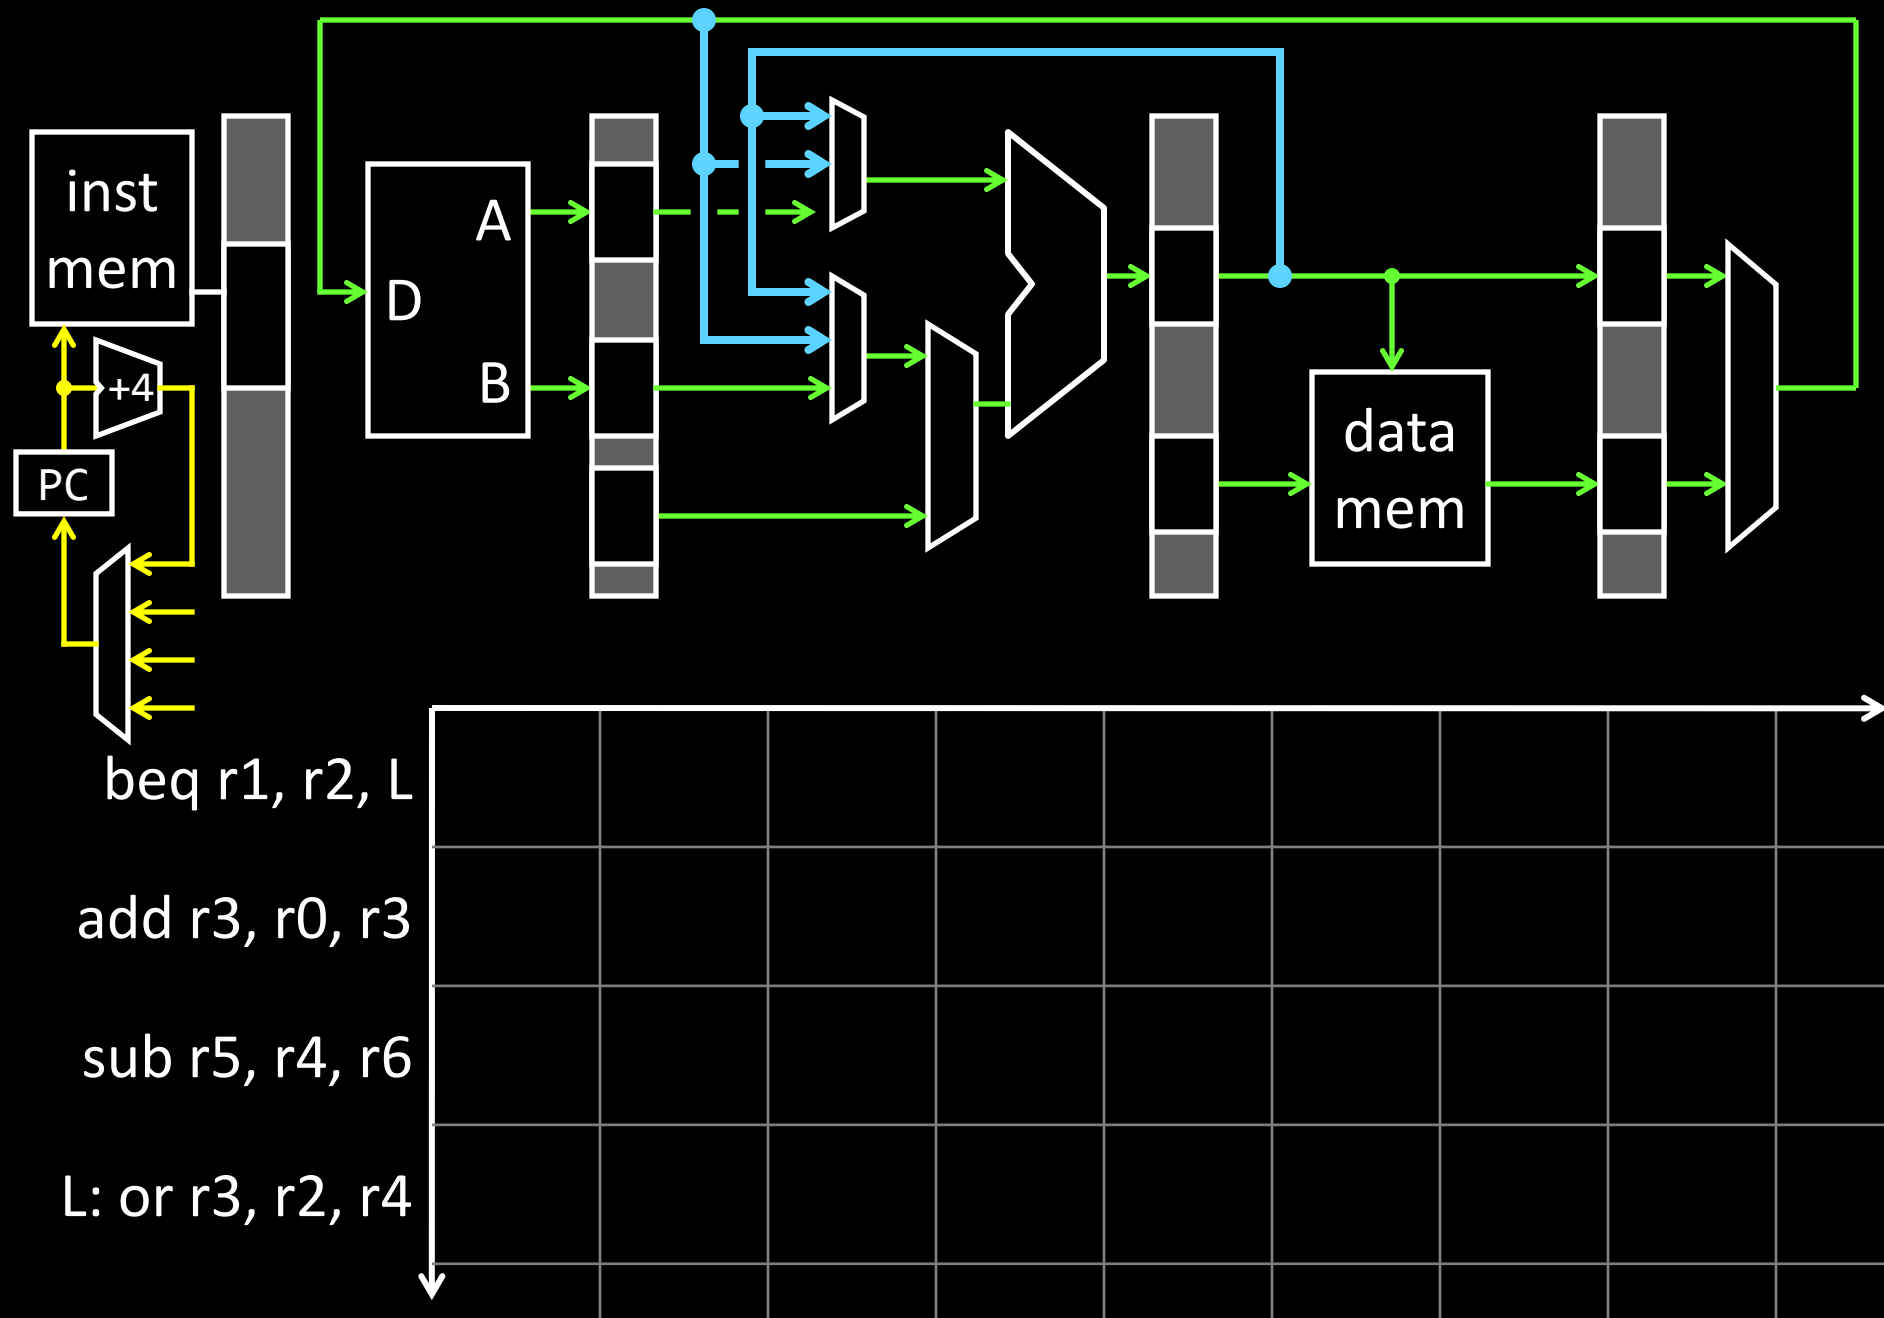 inst
mem
+4
PC
A
D
B
data
mem
beq r1, r2, L
add r3, r0, r3
sub r5, r4, r6
L: or r3, r2, r4